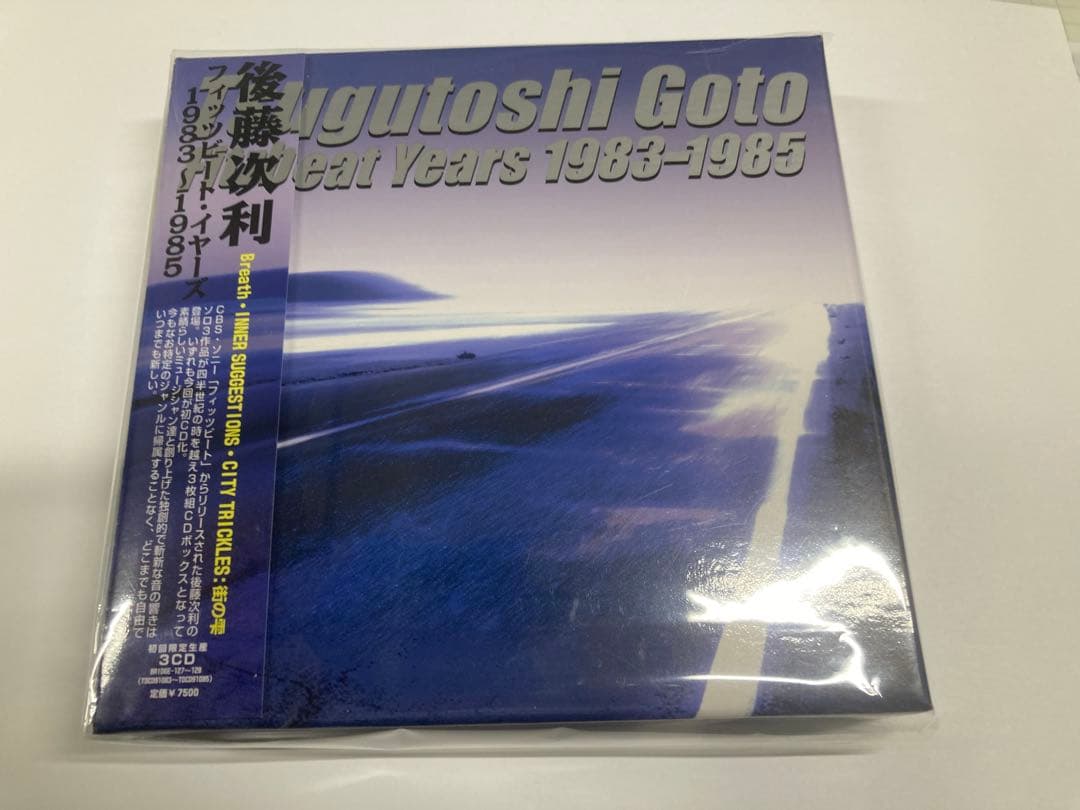 ugutoshi Goto
beat Years 1983-1985
後藤次利
フィッツビート・イヤーズ
1983〜1985
Breath・INNER SUGGESTIONS・CITY TRICKLES:街の雫
CBS・ソニー「フィッツビート」からリリースされた後藤次利の
ソロ3作品が四半世紀の時を越え3枚組CDボックスとなって
登場。いずれも今回が初CD化。
素晴らしいミュージシャン達と創り上げた独創的で斬新な音の響きは
今もなお特定のジャンルに帰属することなく、どこまでも自由で
いつまでも新しい。
初回限定生産
3CD
BRIDGE-127〜129
(TDCD91083〜TDCD91085)
定価¥7500